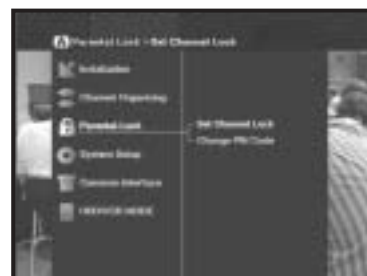 Parental Lock - Set Channel Lock
Installation
Channel Organizing
Parental Lock
Set Channel Lock
Change PIN Code
System Setup
Common Interface